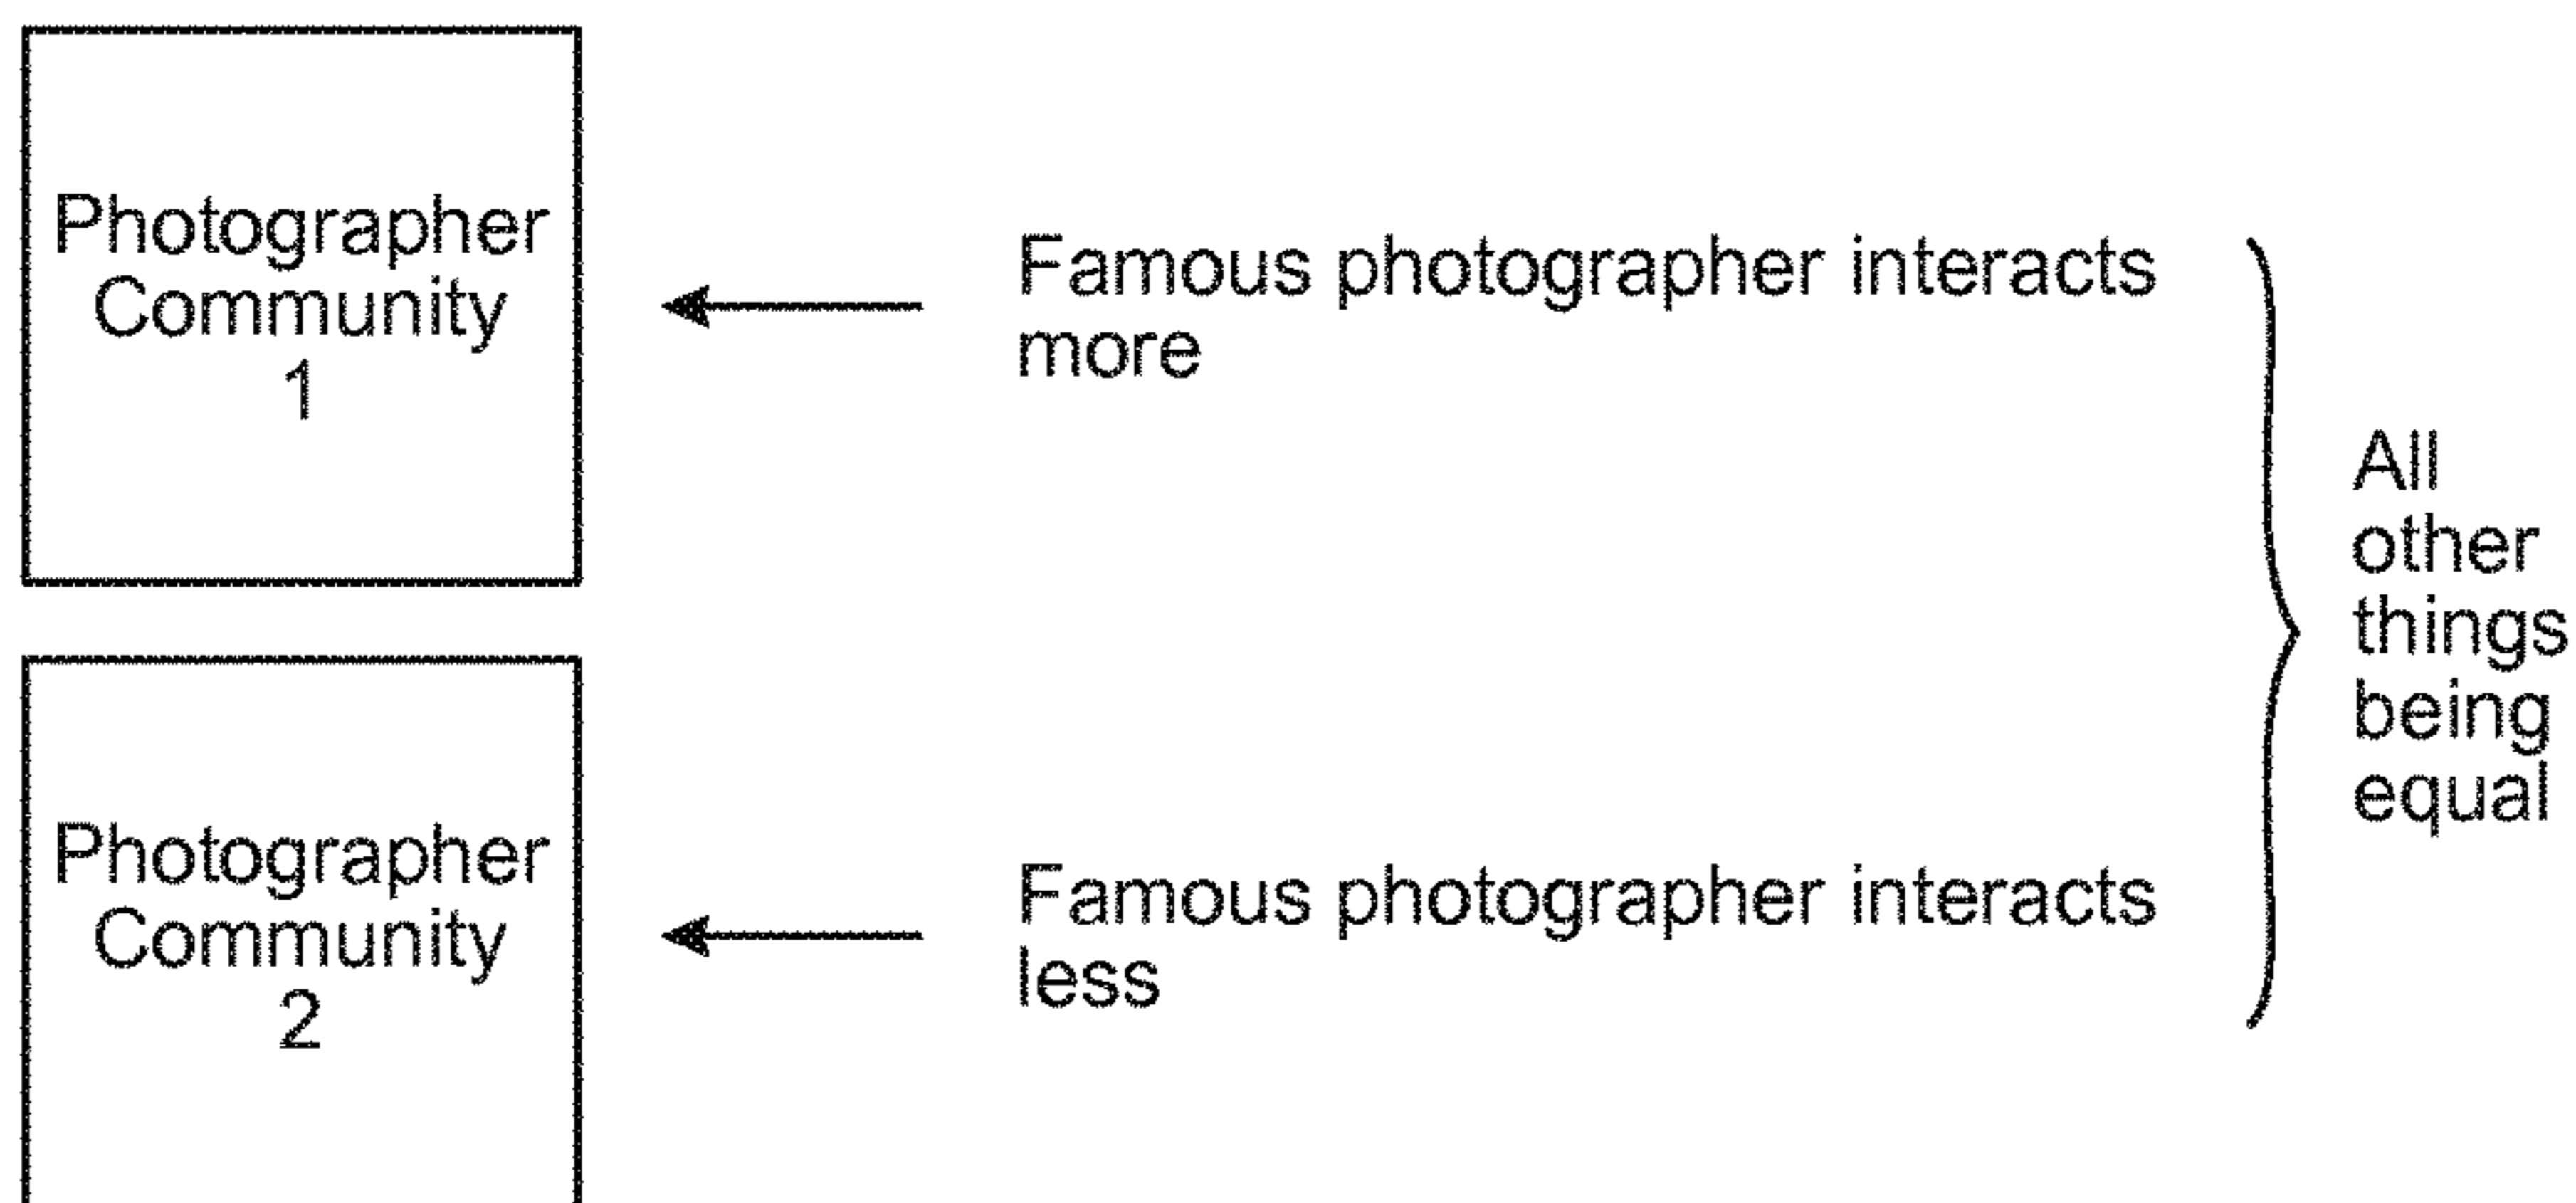 Photographer
Community
1
Famous photographer interacts
more
Photographer
Community
2
Famous photographer interacts
less
All
other
things
being
equal